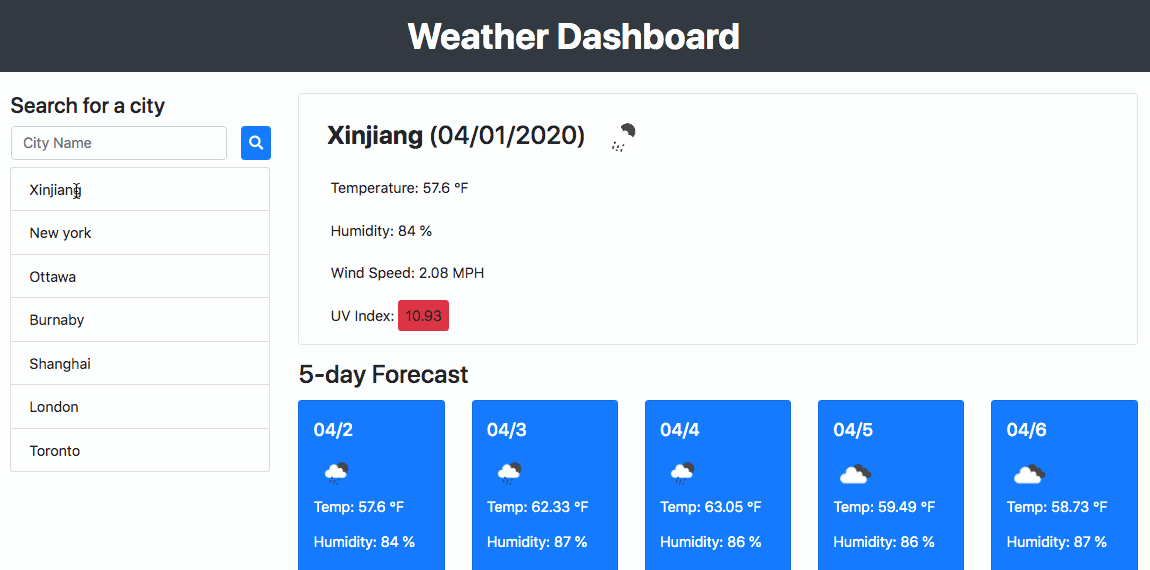 Weather Dashboard
Search for a city
City Name
Xinjiang
New york
Ottawa
Burnaby
Shanghai
London
Toronto
Xinjiang (04/01/2020)
Temperature: 57.6 °F
Humidity: 84 %
Wind Speed: 2.08 MPH
UV Index: 10.93
5-day Forecast
04/2
Temp: 57.6 °F
Humidity: 84 %
04/3
Temp: 62.33 °F
Humidity: 87 %
04/4
Temp: 63.05 °F
Humidity: 86 %
04/5
Temp: 59.49 °F
Humidity: 86 %
04/6
Temp: 58.73 °F
Humidity: 87 %